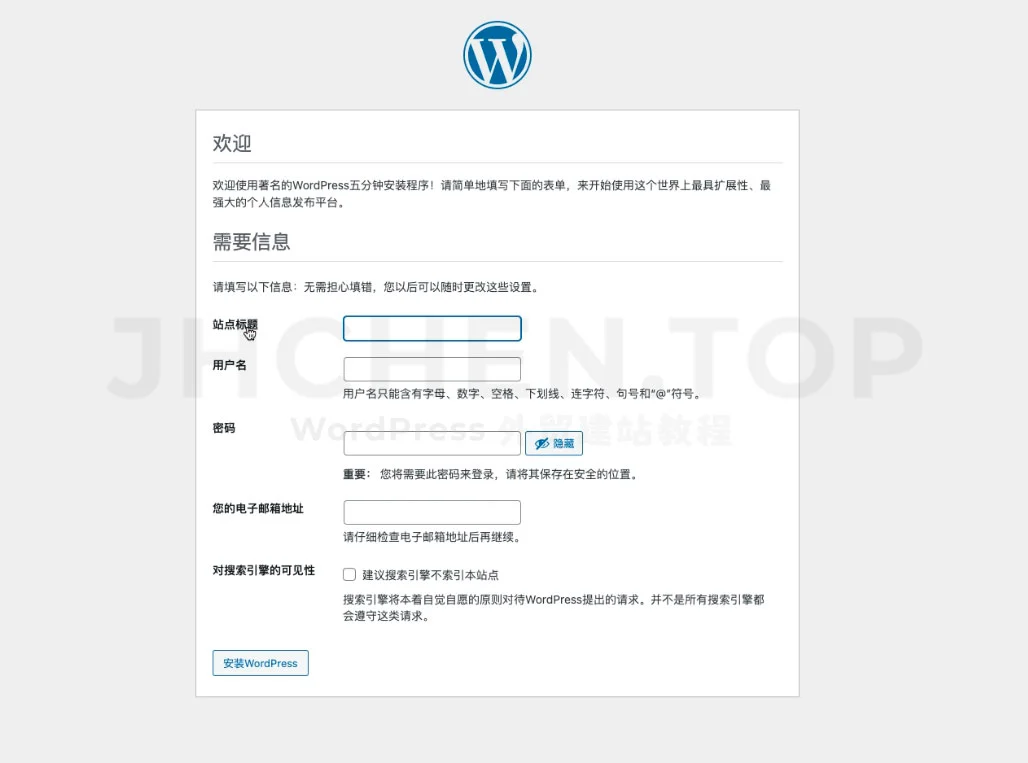 欢迎
欢迎使用著名的WordPress五分钟安装程序！请简单地填写下面的表单，来开始使用这个世界上最具扩展性、最
强大的个人信息发布平台。
需要信息
请填写以下信息：无需担心填错，您以后可以随时更改这些设置。
站点标题
JHCHEN.TOP
用户名
用户名只能含有字母、数字、空格、下划线、连字符、句号和“@”符号。
WordPress 外贸建站教程
密码
隐藏
重要： 您将需要此密码来登录，请将其保存在安全的位置。
您的电子邮箱地址
请仔细检查电子邮箱地址后再继续。
对搜索引擎的可见性
建议搜索引擎不索引本站点
搜索引擎将本着自觉自愿的原则对待WordPress提出的请求。并不是所有搜索引擎都
会遵守这类请求。
安装WordPress